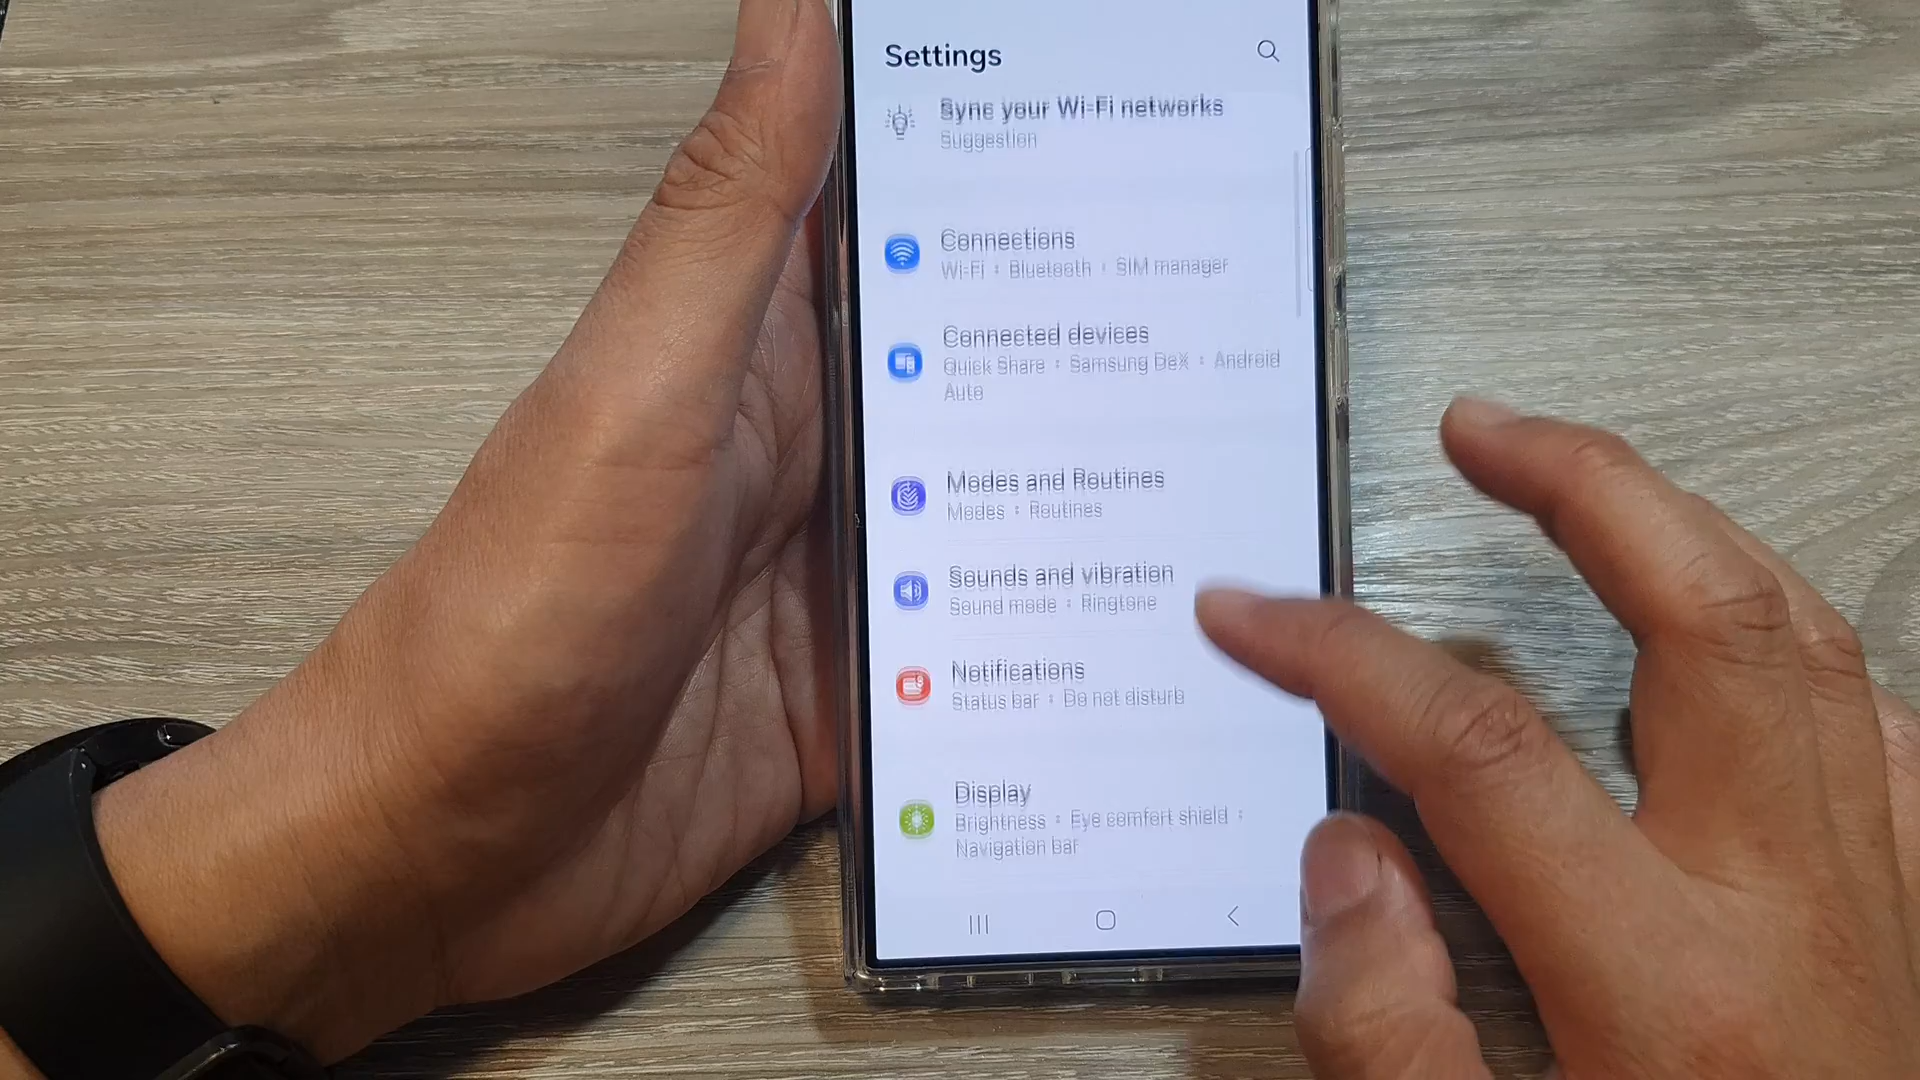 Settings
Sync your Wi-Fi networks
Suggestion
Connections
Wi-Fi • Bluetooth • SIM manager
Connected devices
Quick Share • Samsung DeX • Android
Auto
Modes and Routines
Modes • Routines
Sounds and vibration
Sound mode • Ringtone
Notifications
Status bar • Do not disturb
Display
Brightness • Eye comfort shield •
Navigation bar